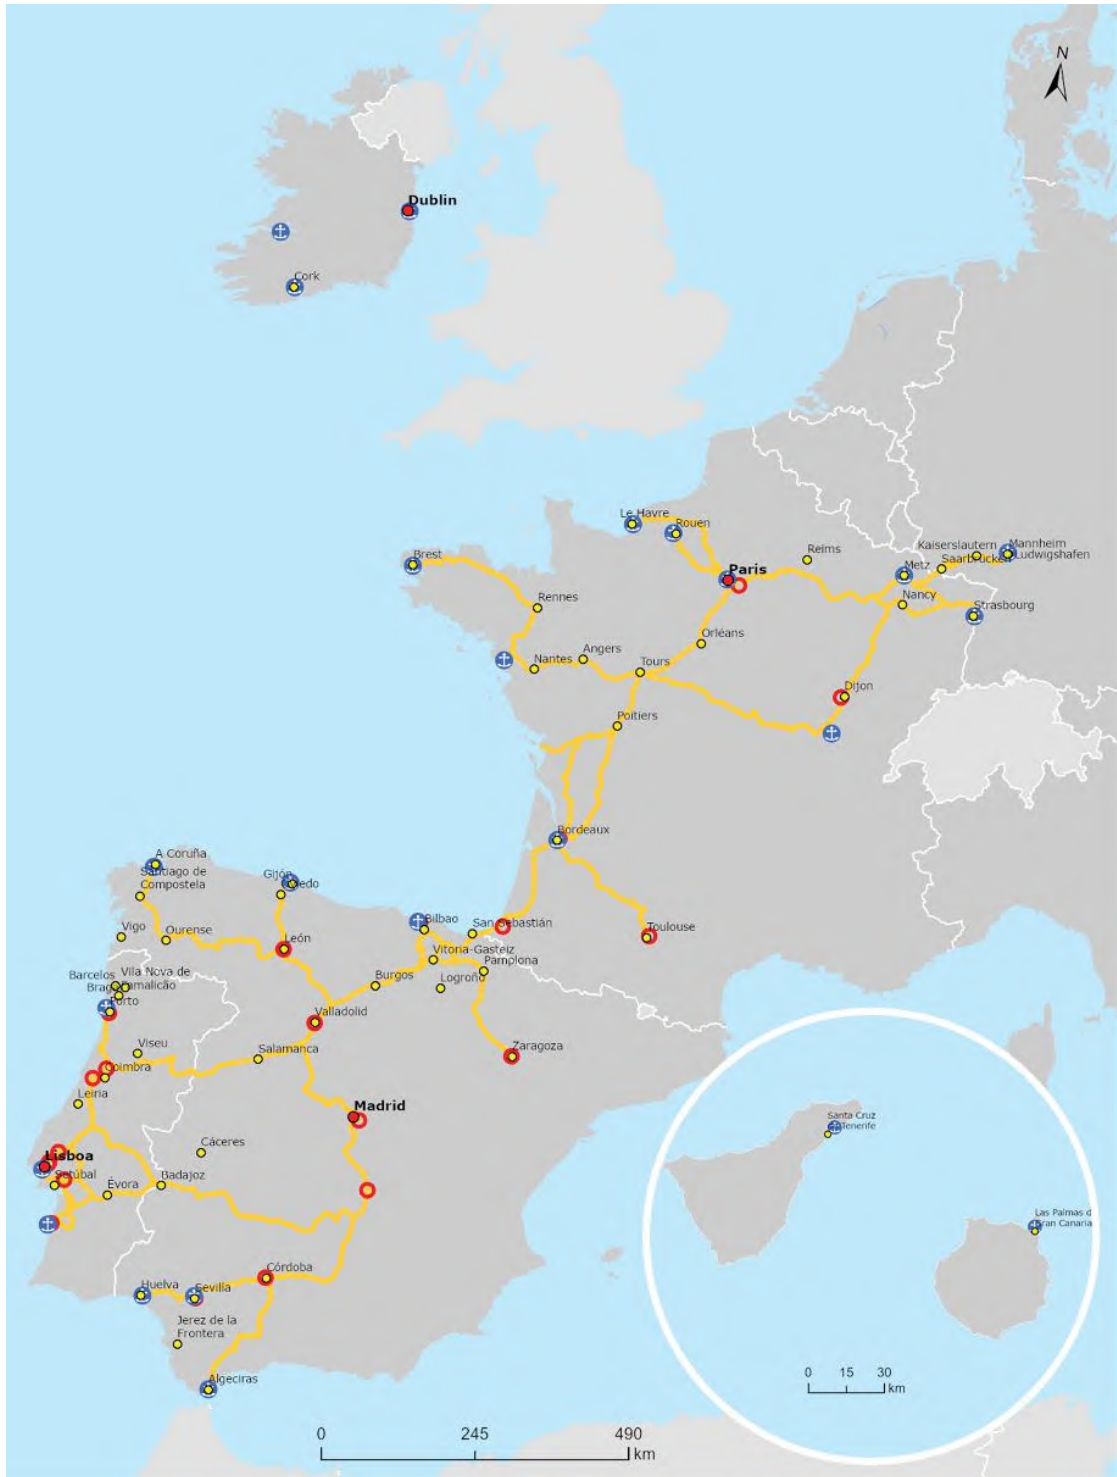 N
Dublin
Cork
Le Havre
Rouen
Brest
Paris
Reims
Kaiserslautern
Mannheim
Ludwigshafen
Saarbrücken
Metz
Nancy
Strasbourg
Rennes
Orléans
Angers
Nantes
Tours
Dijon
Poitiers
Bordeaux
A Coruña
Santiago de
Compostela
Gijón
Vigo
Ourense
León
Bilbao
San Sebastián
Toulouse
Vitoria-Gasteiz
Pamplona
Burgos
Logroño
Barcelos
Vila Nova de
Famalicão
Porto
Valladolid
Viseu
Salamanca
Zaragoza
Coimbra
Leiria
Madrid
Cáceres
Lisboa
Setúbal
Évora
Badajoz
Córdoba
Huelva
Sevilla
Jerez de la
Frontera
Algeciras
Santa Cruz
Tenerife
Las Palmas d
Gran Canaria
0 15 30
km
0 245 490
km